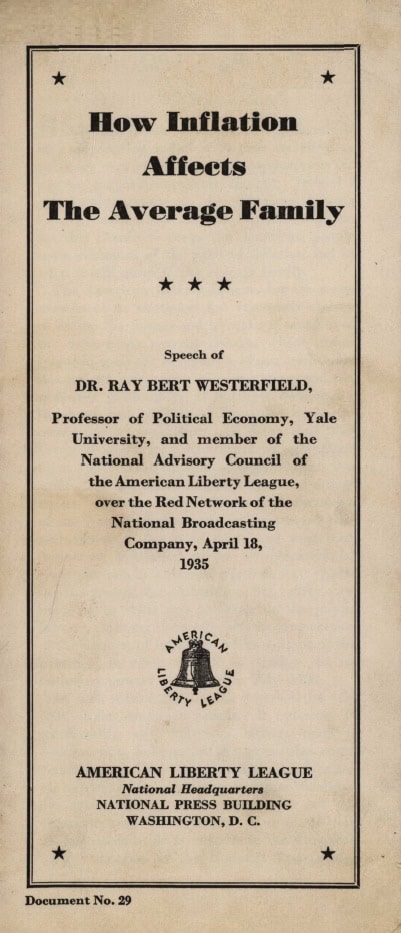 How Inflation
Affects
The Average Family
Speech of
DR. RAY BERT WESTERFIELD,
Professor of Political Economy, Yale
University, and member of the
National Advisory Council of
the American Liberty League,
over the Red Network of the
National Broadcasting
Company, April 18,
1935
AMERICAN
LIBERTY LEAGUE
AMERICAN LIBERTY LEAGUE
National Headquarters
NATIONAL PRESS BUILDING
WASHINGTON, D. C.
Document No. 29